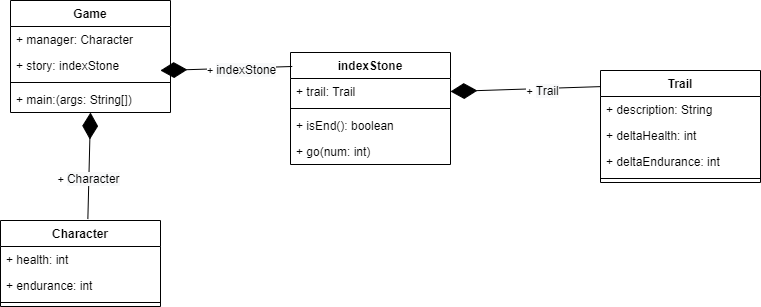 Game
+ manager: Character
+ story: indexStone
+ main:(args: String[])
+ indexStone
indexStone
+ trail: Trail
+ isEnd(): boolean
+ go(num: int)
+ Trail
Trail
+ description: String
+ deltaHealth: int
+ deltaEndurance: int
+ Character
Character
+ health: int
+ endurance: int